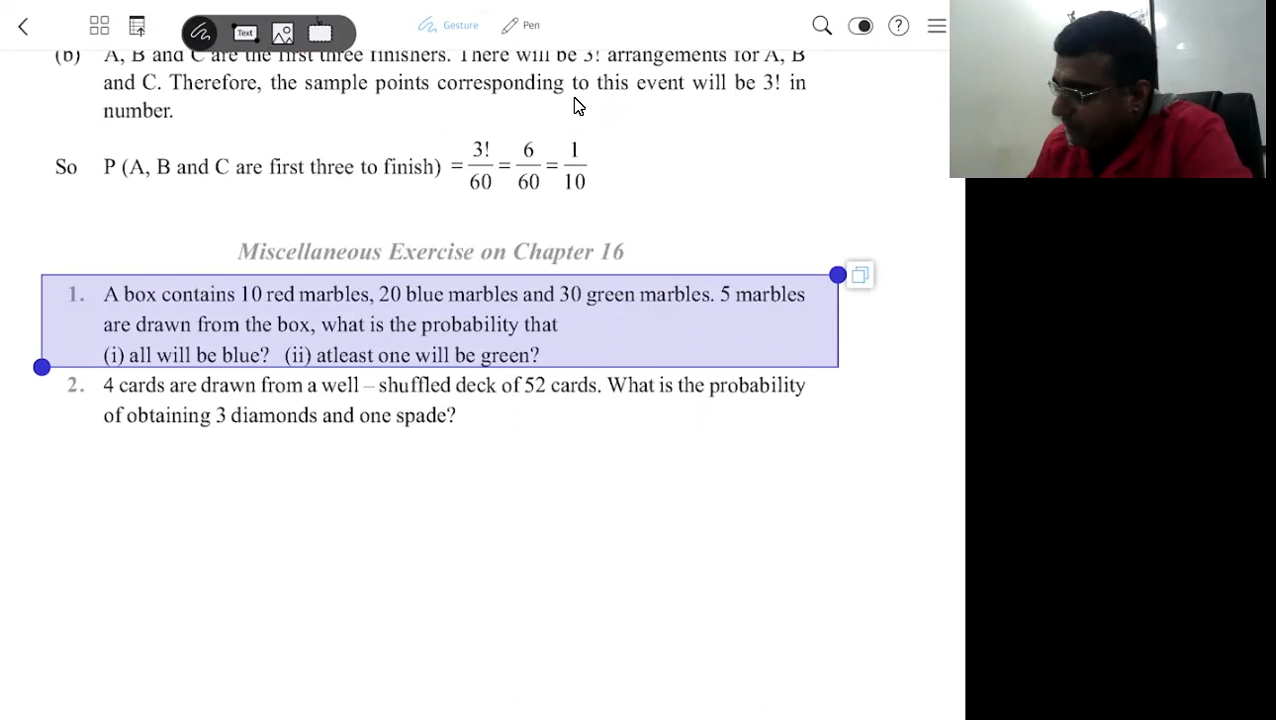 Text
Gesture
Pen
(b) A, B and C are the first three finishers. There will be 3! arrangements for A, B
and C. Therefore, the sample points corresponding to this event will be 3! in
number.
So P (A, B and C are first three to finish) = 3!/60 = 6/60 = 1/10
Miscellaneous Exercise on Chapter 16
1. A box contains 10 red marbles, 20 blue marbles and 30 green marbles. 5 marbles
are drawn from the box, what is the probability that
(i) all will be blue? (ii) atleast one will be green?
2. 4 cards are drawn from a well – shuffled deck of 52 cards. What is the probability
of obtaining 3 diamonds and one spade?